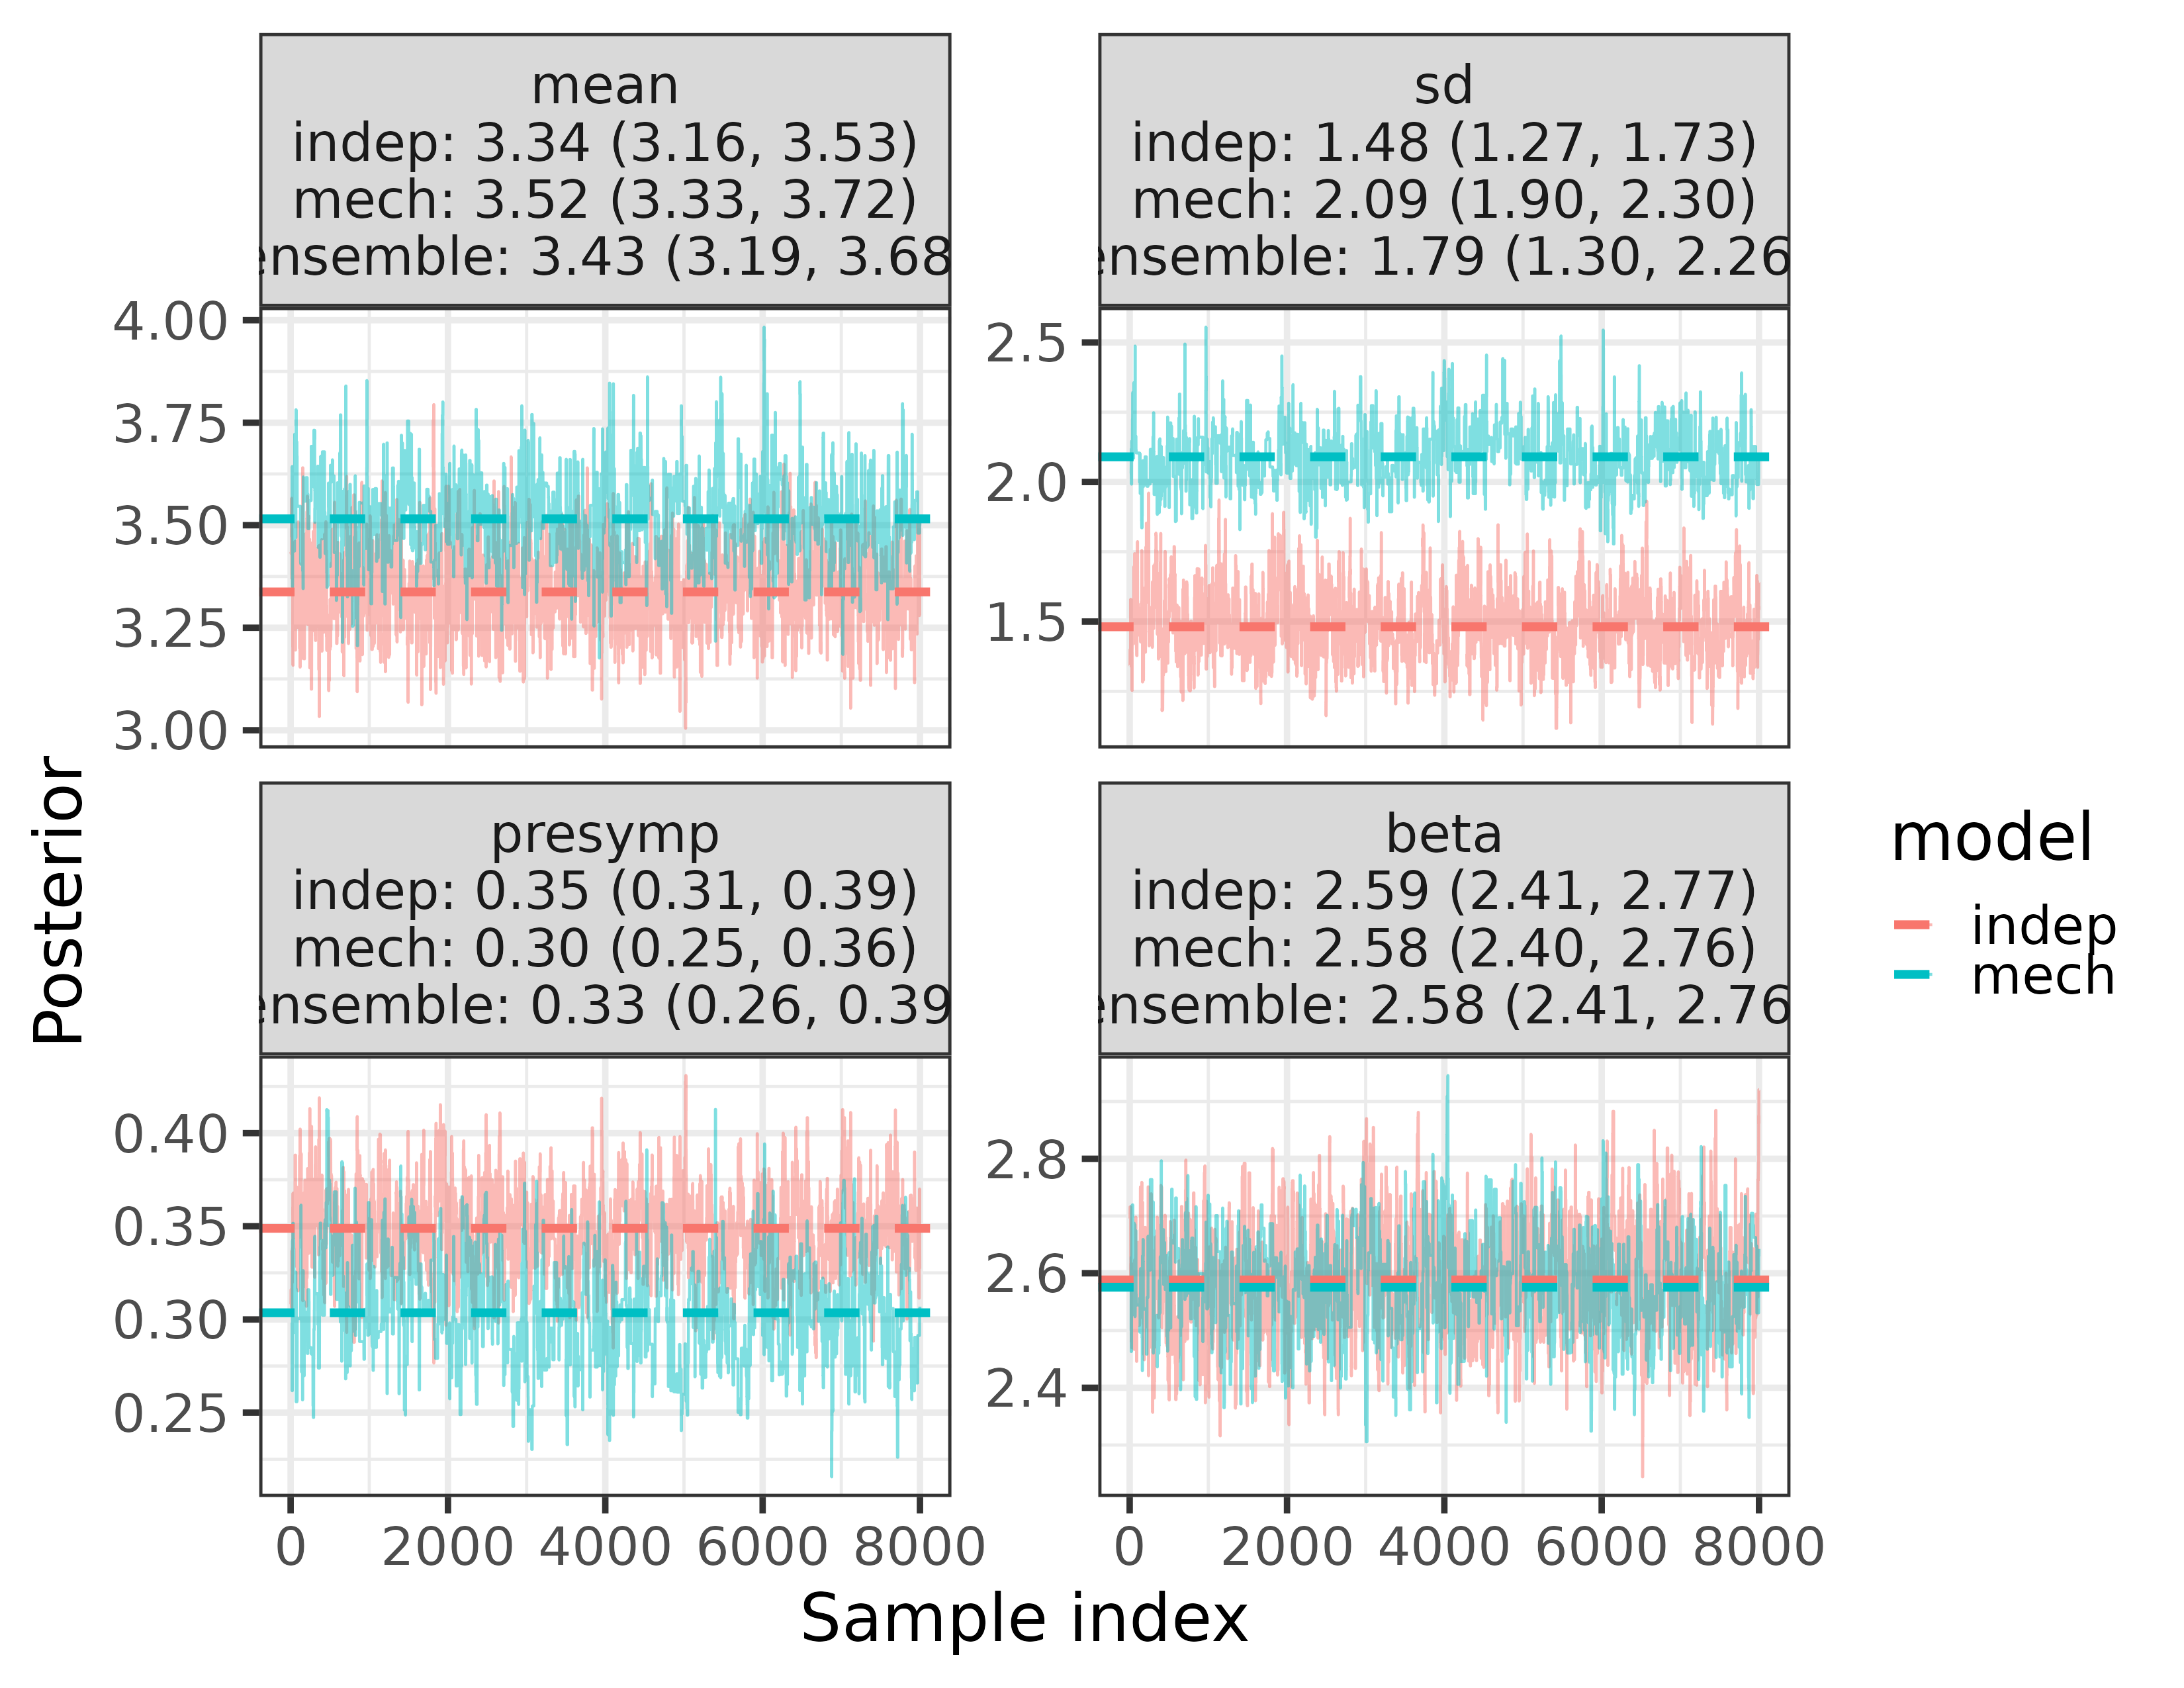 mean
indep: 3.34 (3.16, 3.53)
mech: 3.52 (3.33, 3.72)
ensemble: 3.43 (3.19, 3.68
sd
indep: 1.48 (1.27, 1.73)
mech: 2.09 (1.90, 2.30)
ensemble: 1.79 (1.30, 2.26
4.00
3.75
3.50
3.25
3.00
2.5
2.0
1.5
presymp
indep: 0.35 (0.31, 0.39)
mech: 0.30 (0.25, 0.36)
ensemble: 0.33 (0.26, 0.39
beta
indep: 2.59 (2.41, 2.77)
mech: 2.58 (2.40, 2.76)
ensemble: 2.58 (2.41, 2.76
0.40
0.35
0.30
0.25
2.8
2.6
2.4
0 2000 4000 6000 8000
0 2000 4000 6000 8000
Sample index
Posterior
model
indep
mech